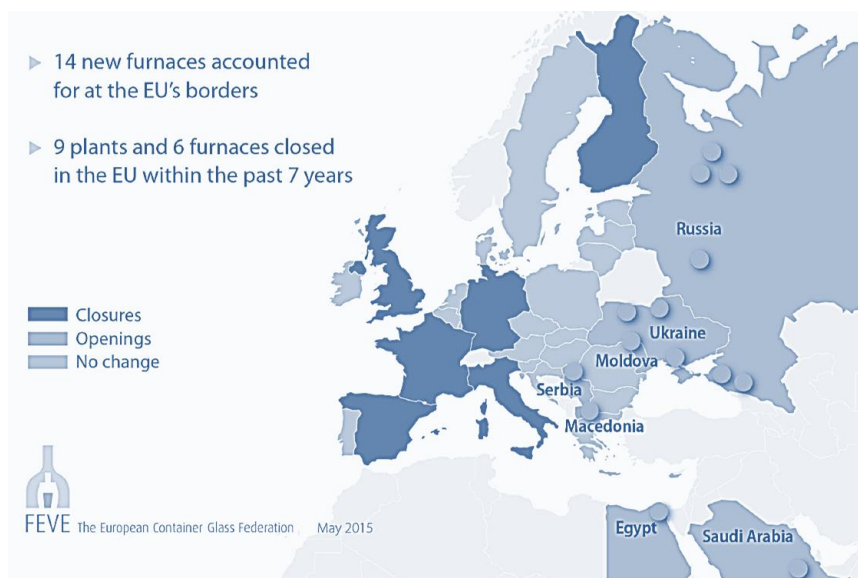 14 new furnaces accounted
for at the EU's borders
9 plants and 6 furnaces closed
in the EU within the past 7 years
Russia
Closures
Openings
No change
Ukraine
Moldova
Serbia
Macedonia
FEVE The European Container Glass Federation May 2015
Egypt
Saudi Arabia